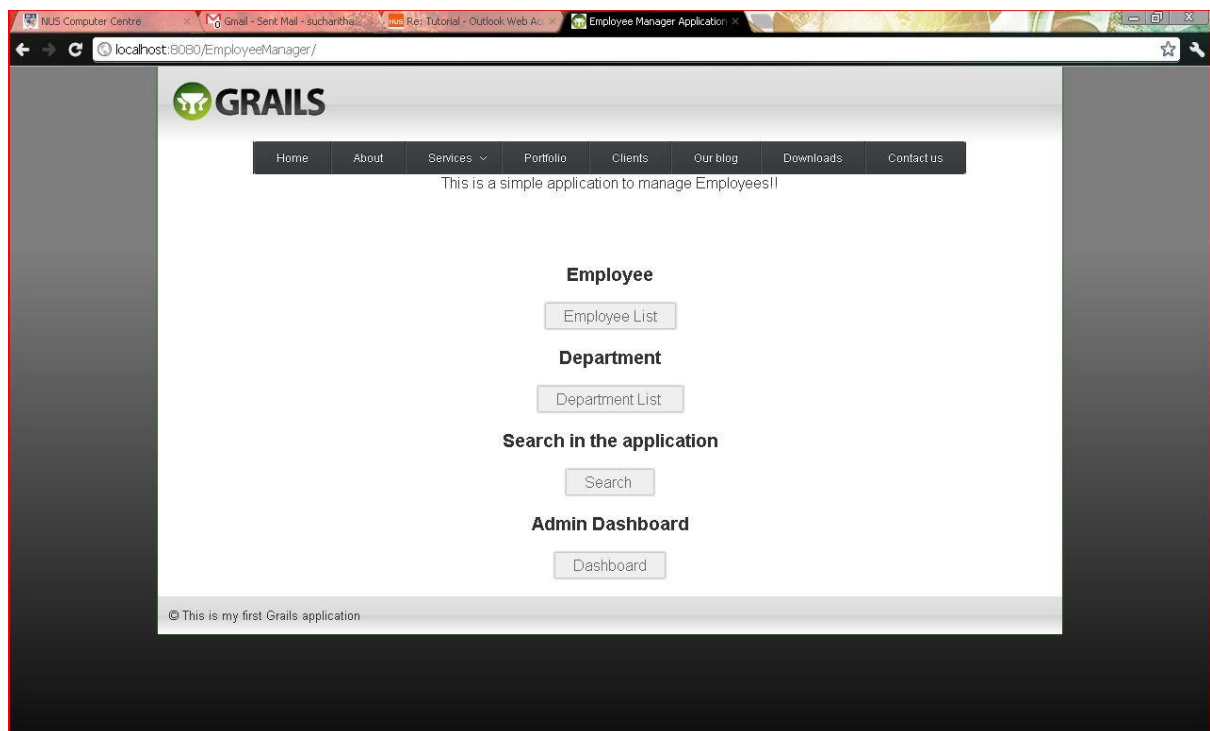 NUS Computer Centre
Gmail - Sent Mail - sucharitha
Re: Tutorial - Outlook Web Acc
Employee Manager Application
localhost:8080/EmployeeManager/
GRAILS
Home About Services Portfolio Clients Our blog Downloads Contact us
This is a simple application to manage Employees!!
Employee
Employee List
Department
Department List
Search in the application
Search
Admin Dashboard
Dashboard
© This is my first Grails application